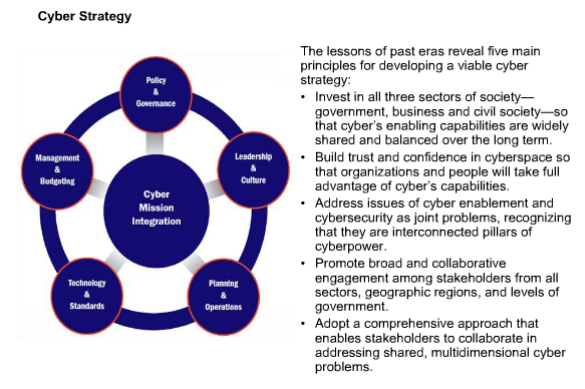 Cyber Strategy
Policy
&
Governance
Management
&
Budgeting
Leadership
&
Culture
Cyber
Mission
Integration
Technology
&
Standards
Planning
&
Operations
The lessons of past eras reveal five main
principles for developing a viable cyber
strategy:
• Invest in all three sectors of society—
government, business and civil society—so
that cyber's enabling capabilities are widely
shared and balanced over the long term.
• Build trust and confidence in cyberspace so
that organizations and people will take full
advantage of cyber's capabilities.
• Address issues of cyber enablement and
cybersecurity as joint problems, recognizing
that they are interconnected pillars of
cyberpower.
• Promote broad and collaborative
engagement among stakeholders from all
sectors, geographic regions, and levels of
government.
• Adopt a comprehensive approach that
enables stakeholders to collaborate in
addressing shared, multidimensional cyber
problems.